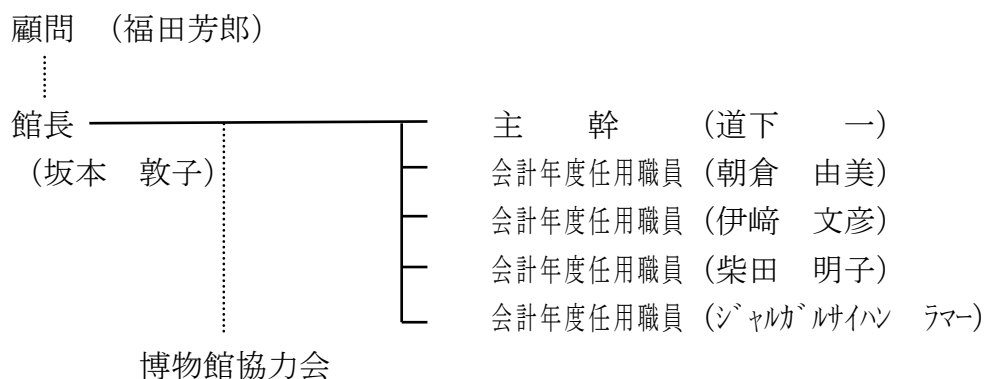 顧問　（福田芳郎）
館長　主　　幹　　（道下　　一）
（坂本　敦子）　会計年度任用職員（朝倉　由美）
会計年度任用職員（伊﨑　文彦）
会計年度任用職員（柴田　明子）
会計年度任用職員（ｼﾞｬﾙｶﾞﾙｻｲﾊﾝ　ﾗﾏｰ）
博物館協力会